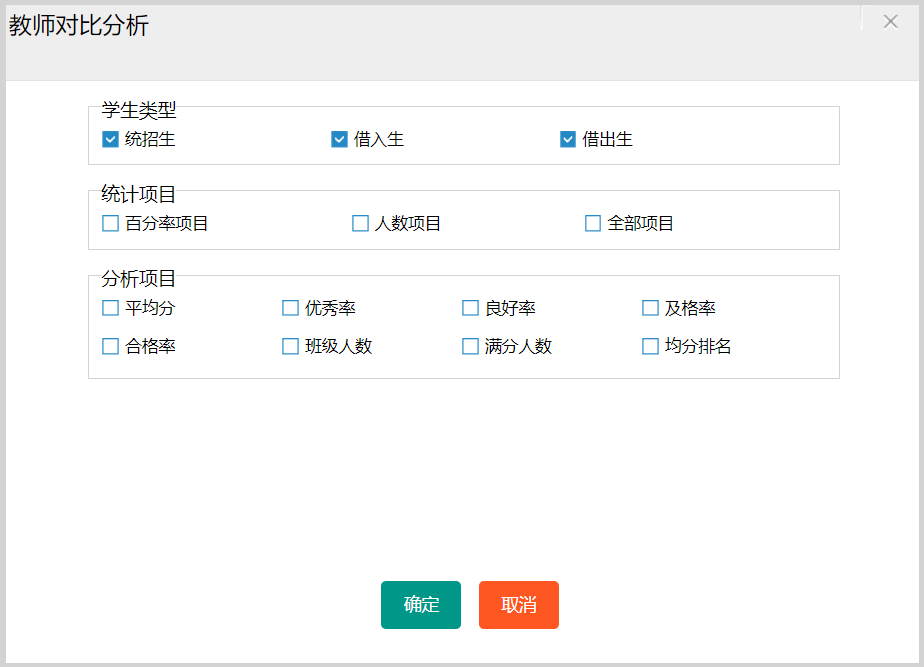 教师对比分析
学生类型
统招生 借入生 借出生
统计项目
百分率项目 人数项目 全部项目
分析项目
平均分 优秀率 良好率 及格率
合格率 班级人数 满分人数 均分排名
确定 取消